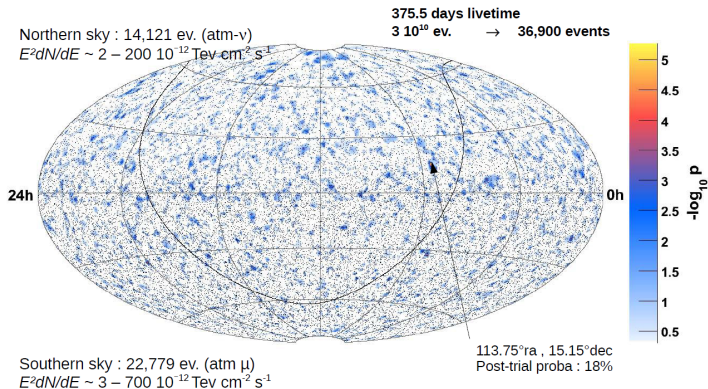 375.5 days livetime
Northern sky : 14,121 ev. (atm-ν)
3 10¹⁰ ev. → 36,900 events
E²dN/dE ~ 2 – 200 10⁻¹² Tev cm⁻² s⁻¹
24h
0h
5
4.5
4
3.5
3
2.5
2
1.5
1
0.5
-log₁₀ p
113.75°ra , 15.15°dec
Post-trial proba : 18%
Southern sky : 22,779 ev. (atm μ)
E²dN/dE ~ 3 – 700 10⁻¹² Tev cm⁻² s⁻¹